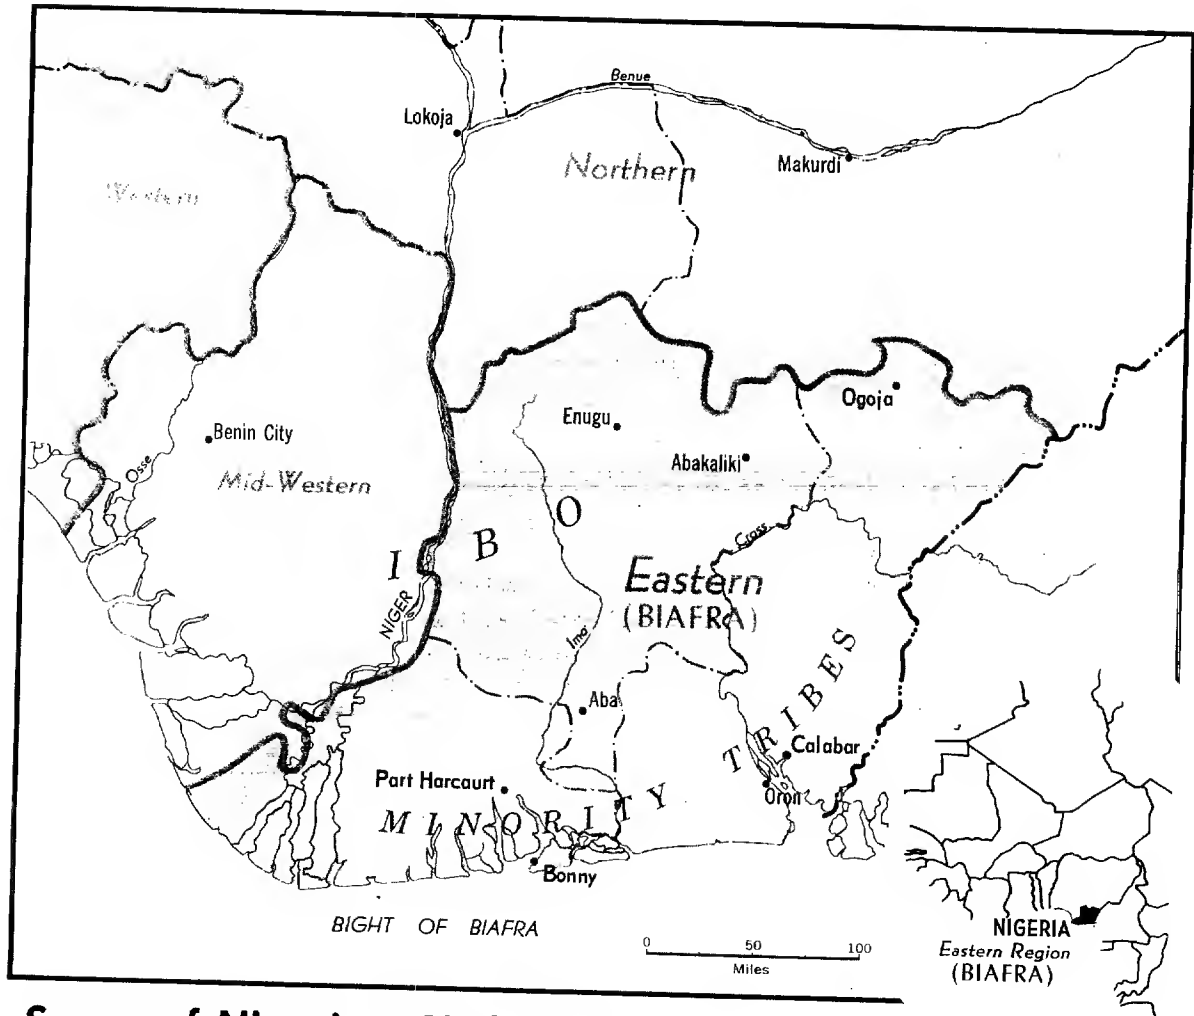 Benue
Lokoja
Northern
Makurdi
Western
Ogoja
Enugu
Benin City
Abakaliki
Osse
Mid-Western
I B O
Cross
Eastern
(BIAFRA)
NIGER
Imo
Aba
MINORITY TRIBES
Calabar
Part Harcourt
Oron
Bonny
BIGHT OF BIAFRA
0 50 100
Miles
NIGERIA
Eastern Region
(BIAFRA)